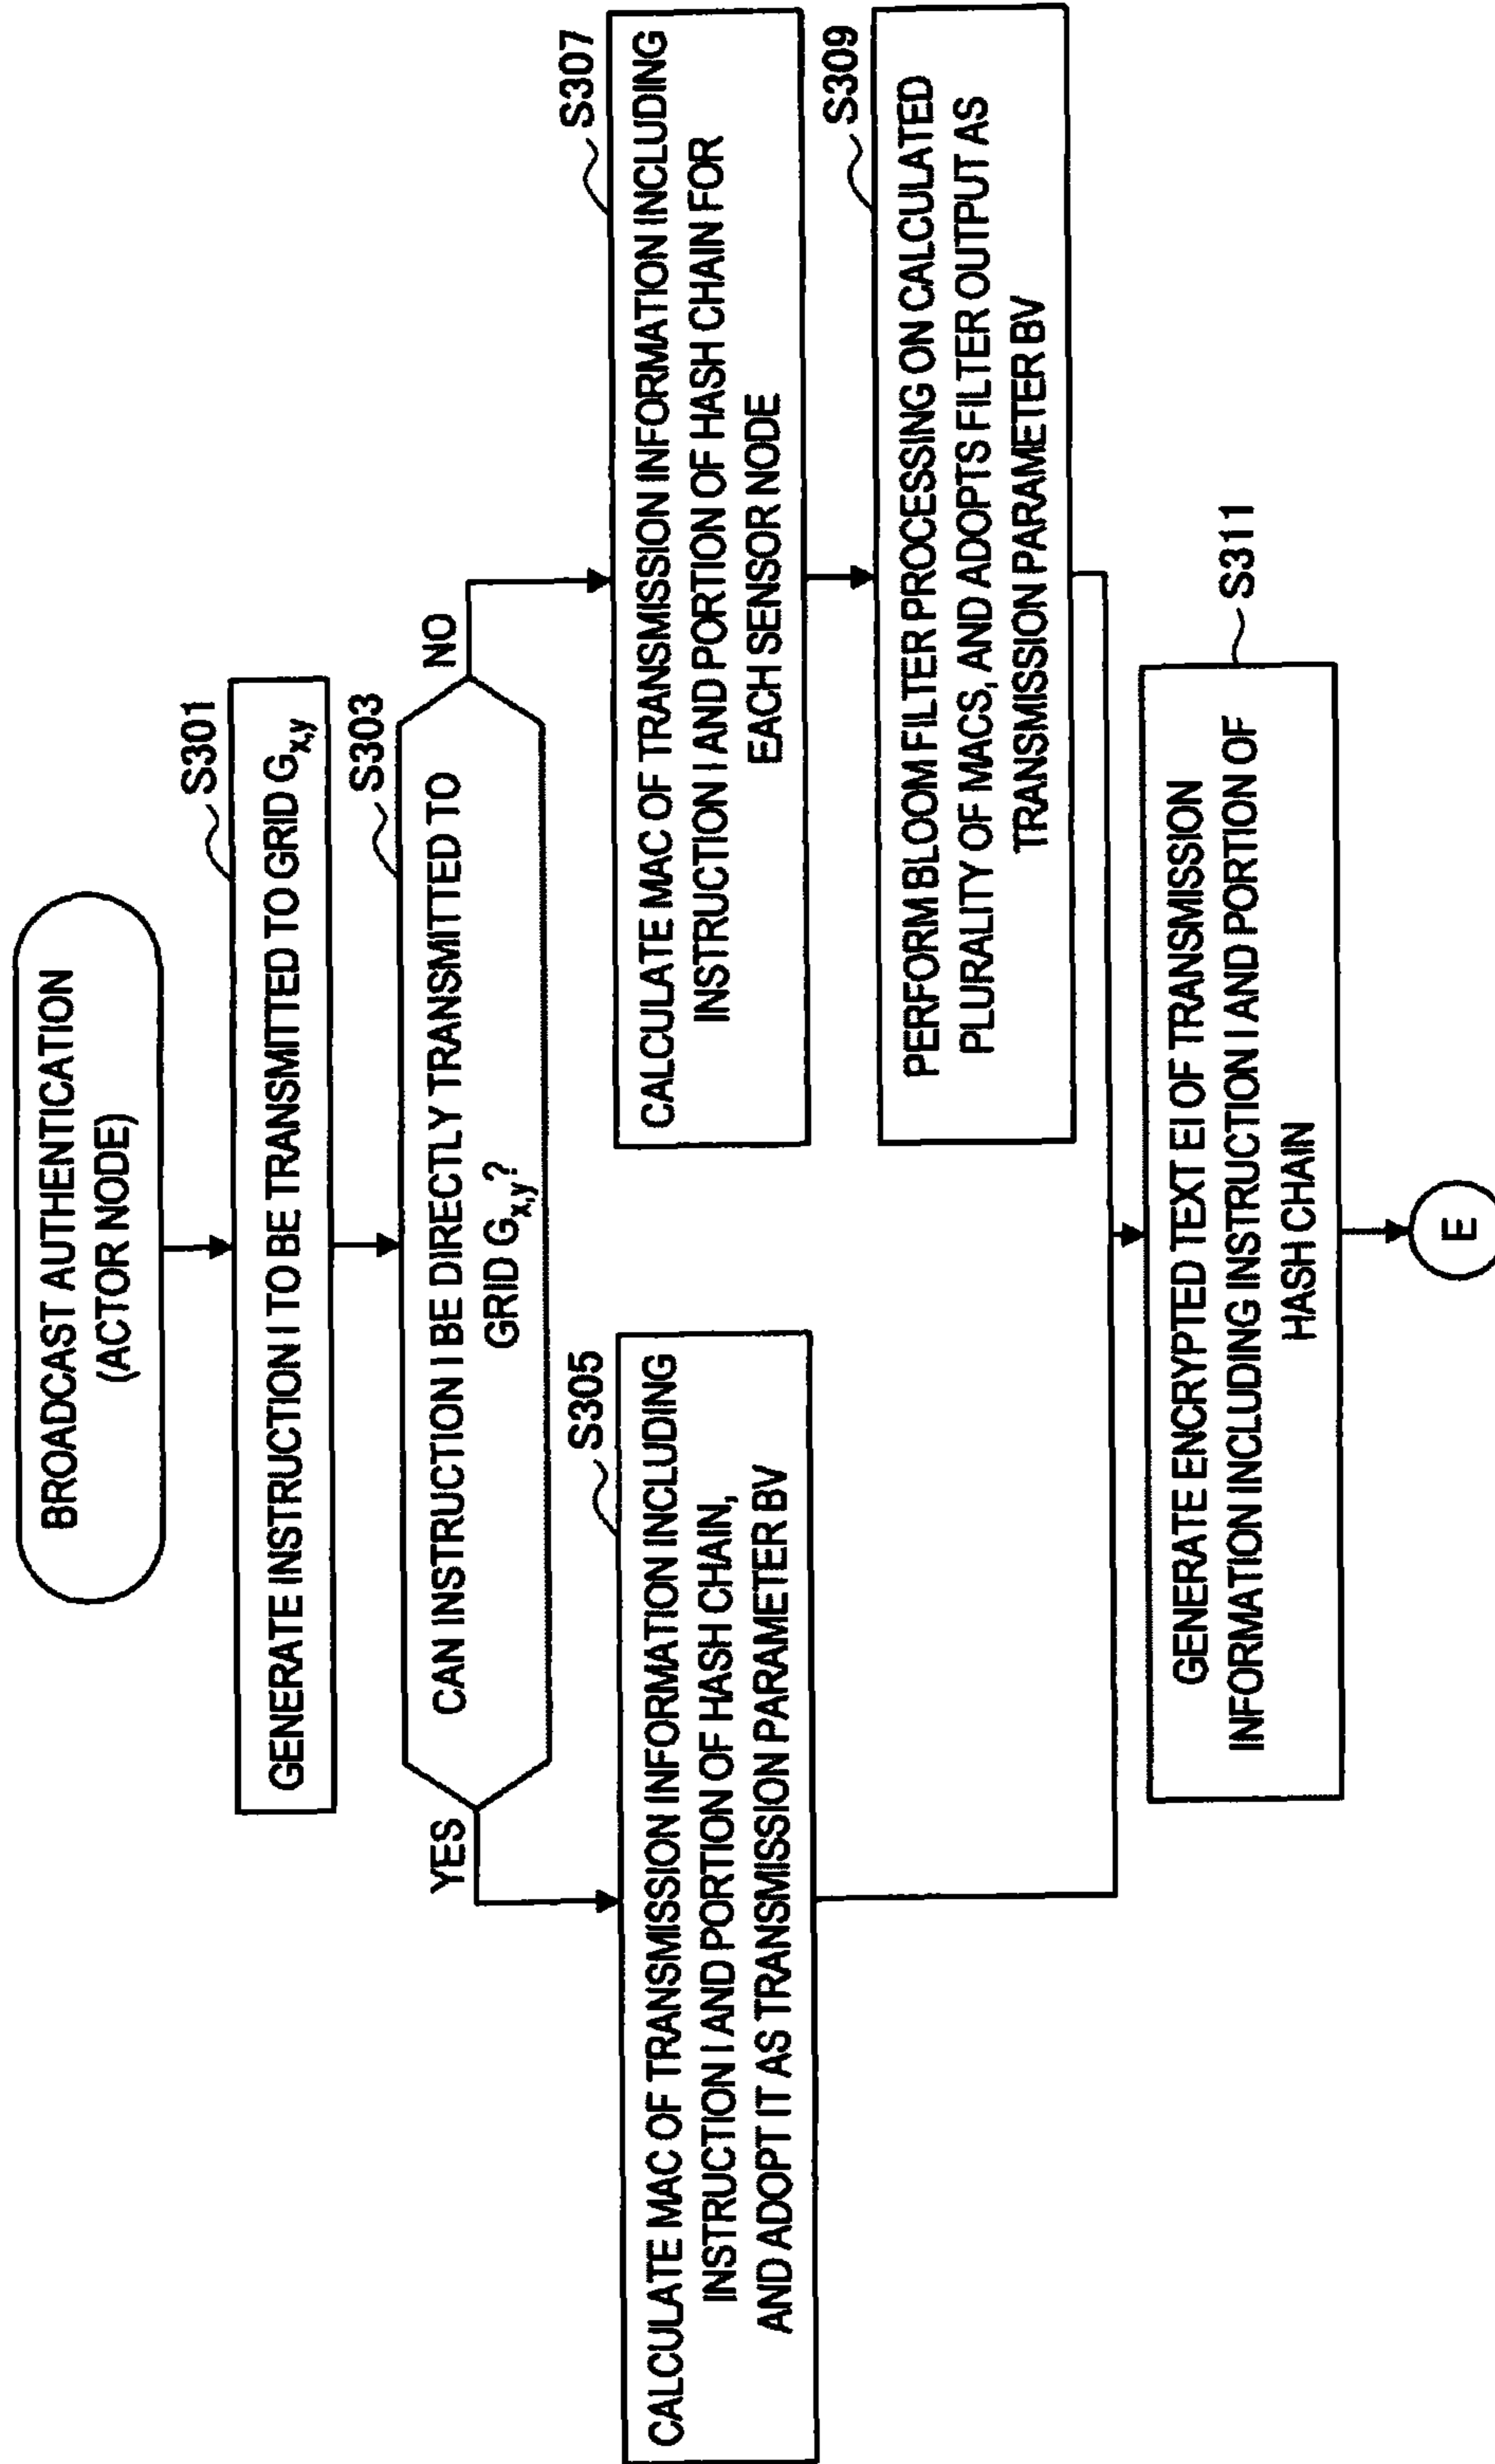 BROADCAST AUTHENTICATION
(ACTOR NODE)
S301
GENERATE INSTRUCTION I TO BE TRANSMITTED TO GRID Gx,y
S303
CAN INSTRUCTION I BE DIRECTLY TRANSMITTED TO
GRID Gx,y?
YES
NO
S305
CALCULATE MAC OF TRANSMISSION INFORMATION INCLUDING
INSTRUCTION I AND PORTION OF HASH CHAIN,
AND ADOPT IT AS TRANSMISSION PARAMETER BV
S307
CALCULATE MAC OF TRANSMISSION INFORMATION INCLUDING
INSTRUCTION I AND PORTION OF HASH CHAIN FOR
EACH SENSOR NODE
S309
PERFORM BLOOM FILTER PROCESSING ON CALCULATED
PLURALITY OF MACS, AND ADOPTS FILTER OUTPUT AS
TRANSMISSION PARAMETER BV
S311
GENERATE ENCRYPTED TEXT EI OF TRANSMISSION
INFORMATION INCLUDING INSTRUCTION I AND PORTION OF
HASH CHAIN
E